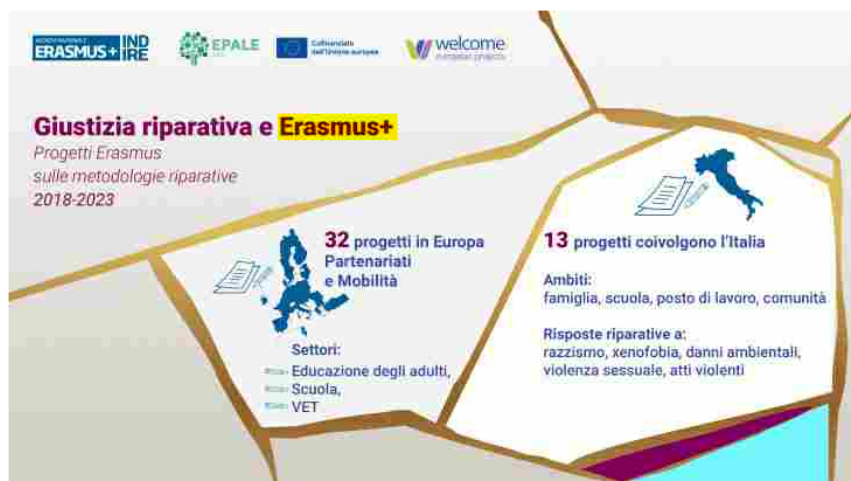 AGENZIA NAZIONALE
ERASMUS+ INDIRE
EPALE
Cofinanziato
dall'Unione europea
welcome
european projects
Giustizia riparativa e Erasmus+
Progetti Erasmus
sulle metodologie riparative
2018-2023
32 progetti in Europa
Partenariati
e Mobilità
Settori:
Educazione degli adulti,
Scuola,
VET
13 progetti coivolgono l'Italia
Ambiti:
famiglia, scuola, posto di lavoro, comunità
Risposte riparative a:
razzismo, xenofobia, danni ambientali,
violenza sessuale, atti violenti